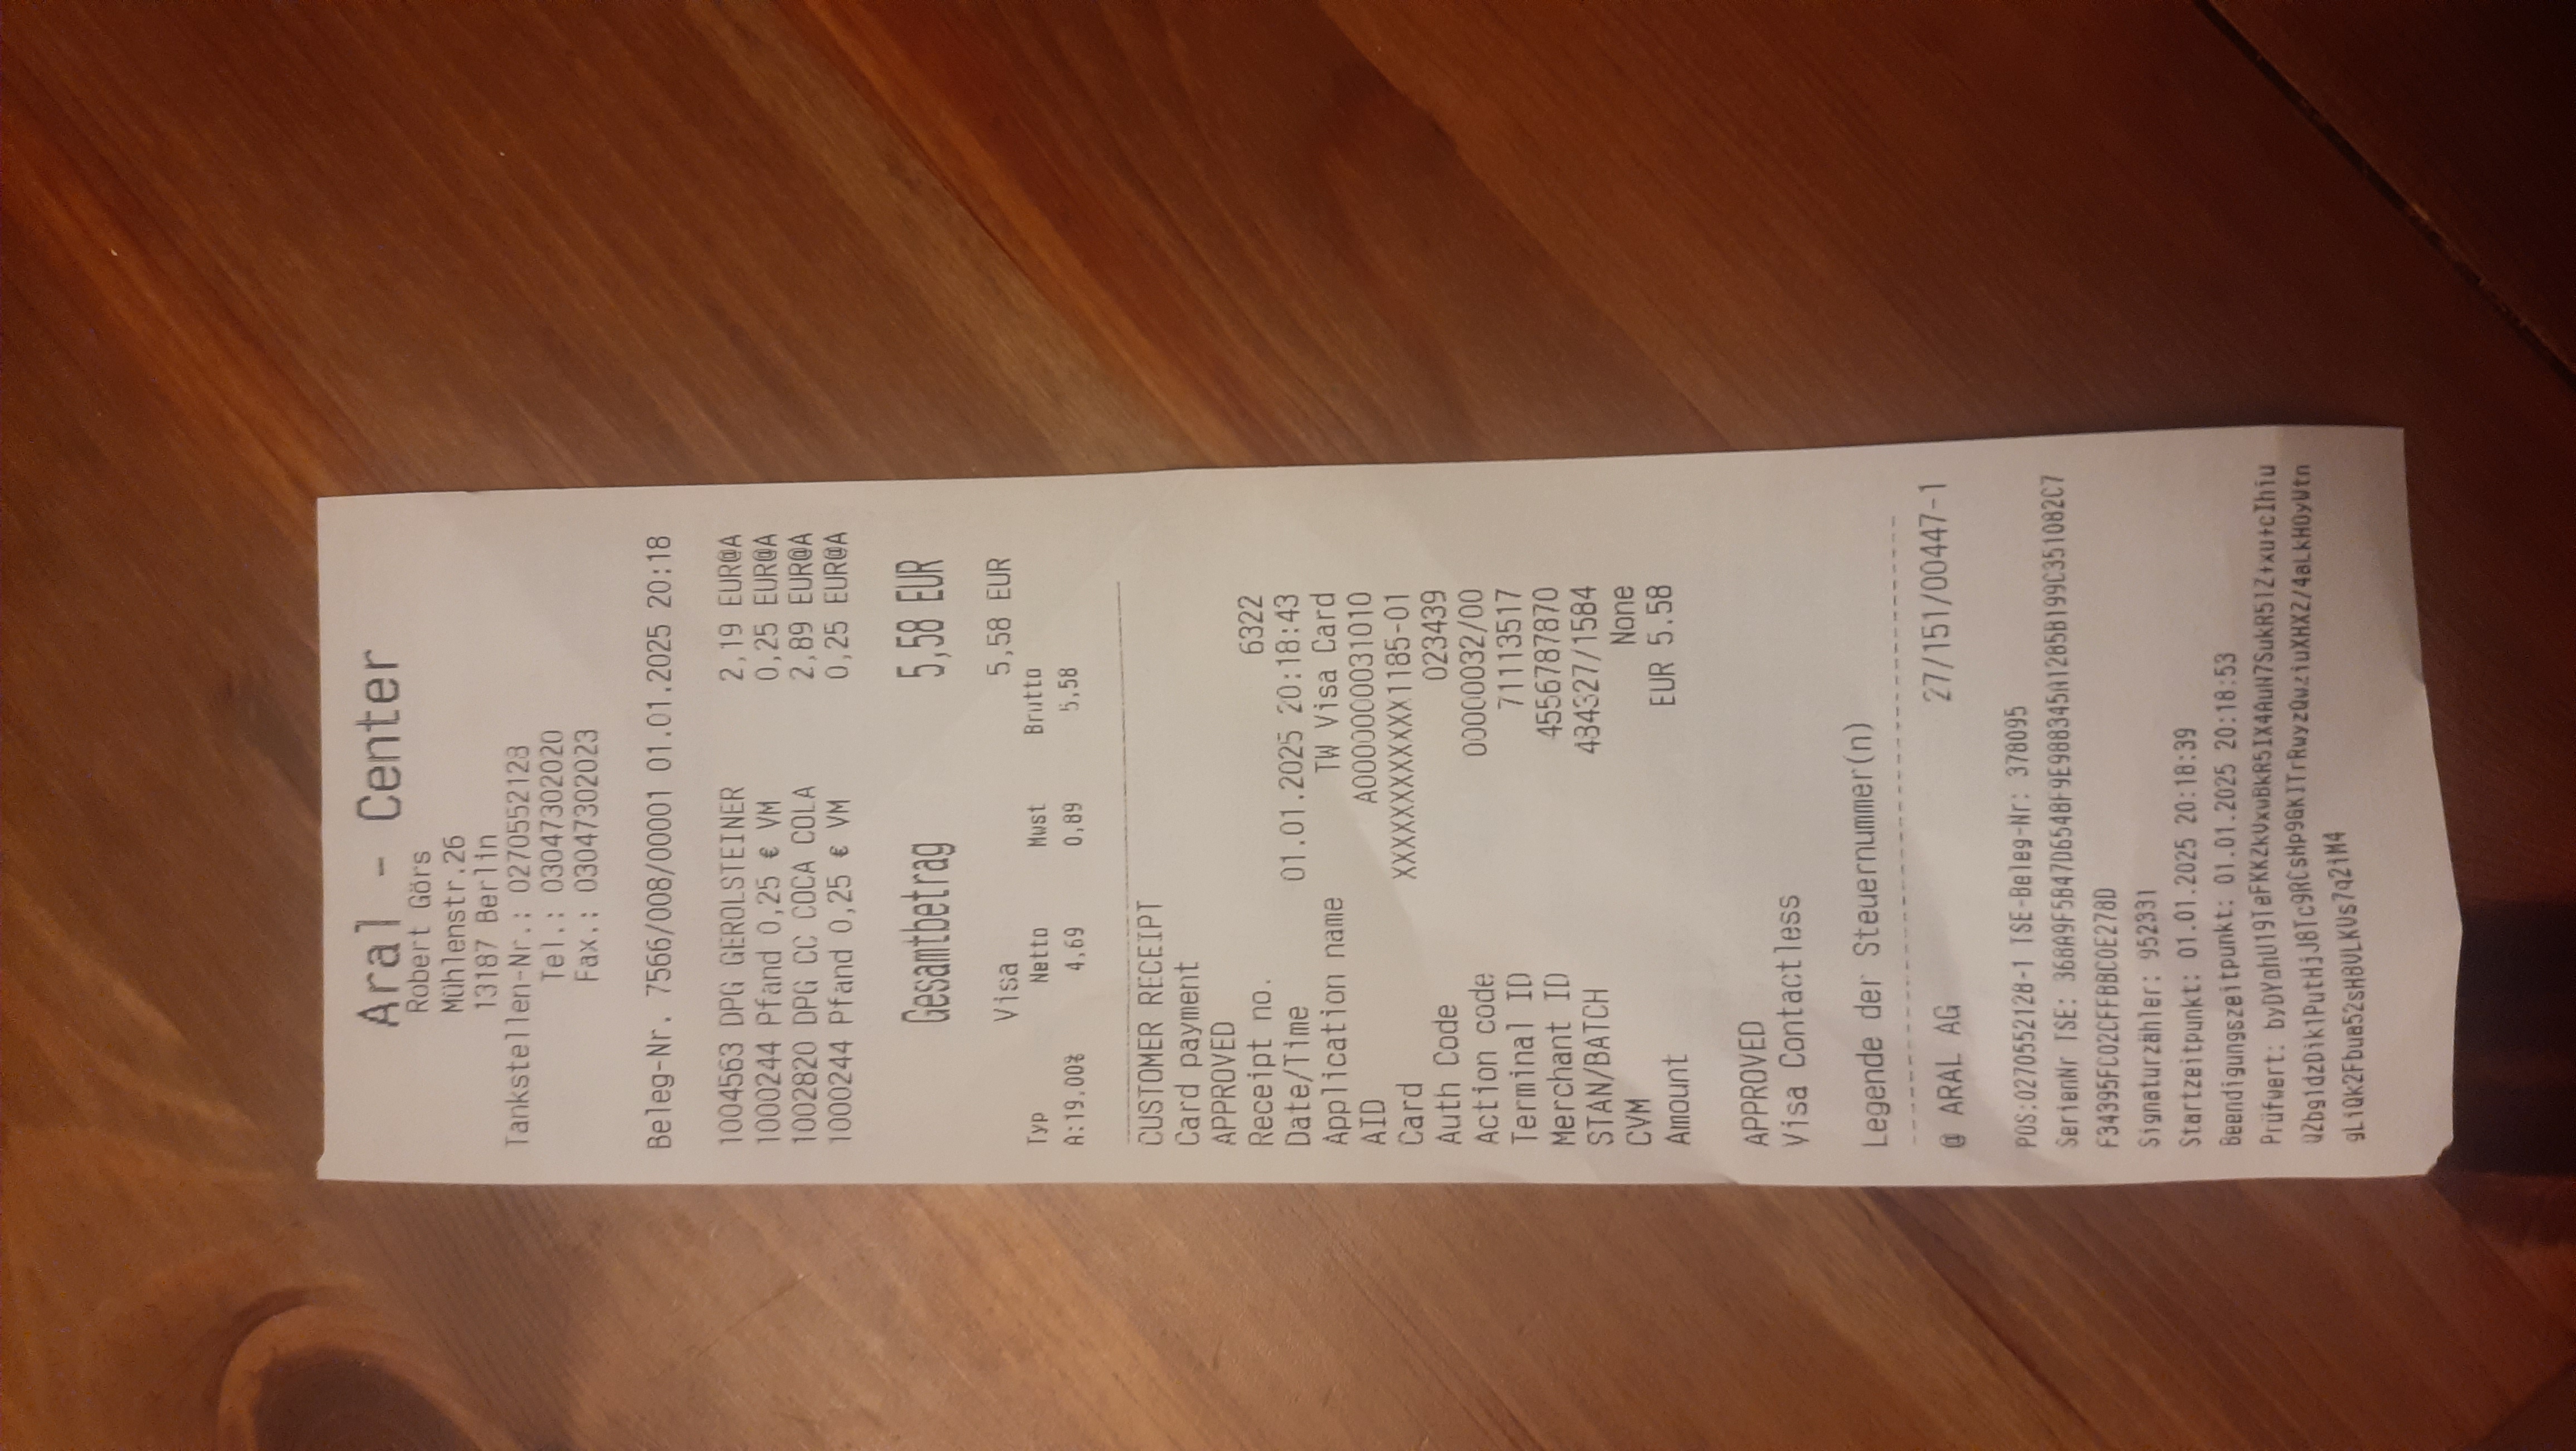 Aral - Center
Robert Görs
Mühlenstr.26
13187 Berlin
Tankstellen-Nr.: 0270552128
Tel.: 03047302020
Fax.: 03047302023
Beleg-Nr. 7566/008/00001 01.01.2025 20:18
1004563 DPG GEROLSTEINER 2,19 EUR@A
1000244 Pfand 0,25 € VM 0,25 EUR@A
1002820 DPG CC COCA COLA 2,89 EUR@A
1000244 Pfand 0,25 € VM 0,25 EUR@A
Gesamtbetrag 5,58 EUR
Visa 5,58 EUR
Typ Netto Mwst Brutto
A:19,00% 4,69 0,89 5,58
CUSTOMER RECEIPT
Card payment
APPROVED
Receipt no. 6322
Date/Time 01.01.2025 20:18:43
Application name TW Visa Card
AID A0000000031010
Card XXXXXXXXXXXX1185-01
Auth Code 023439
Action code 00000032/00
Terminal ID 71113517
Merchant ID 4556787870
STAN/BATCH 484327/1584
CVM None
Amount EUR 5.58
APPROVED
Visa Contactless
Legende der Steuernummer(n)
@ ARAL AG 27/151/00447-1
POS:0270552128-1 TSE-Beleg-Nr: 378095
SerienNr TSE:
Signaturzähler: 952331
Startzeitpunkt: 01.01.2025 20:18:39
Beendigungszeitpunkt: 01.01.2025 20:18:53
Prüfwert: